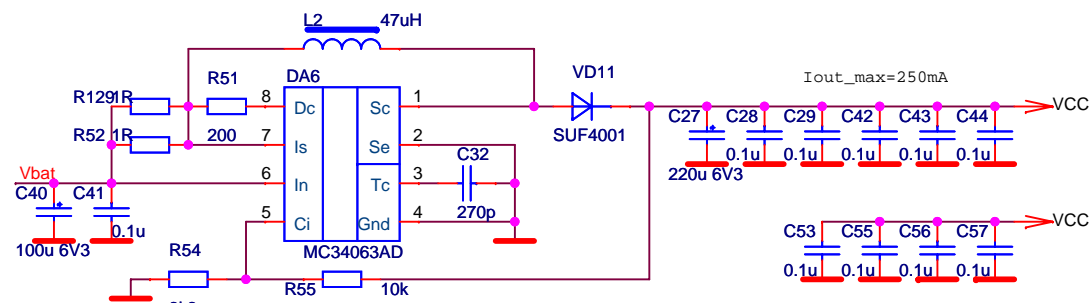 L2 47uH
R51 DA6 VD11 Iout_max=250mA
R129 1R 8 Dc Sc 1 VCC
SUF4001
C27 C28 C29 C42 C43 C44
R52 1R 200 7 Is Se 2
0.1u 0.1u 0.1u 0.1u 0.1u
220u 6V3
C32
Vbat 6 In Tc 3
C40 C41
270p
5 Ci Gnd 4 VCC
0.1u
100u 6V3
MC34063AD
C53 C55 C56 C57
R54
0.1u 0.1u 0.1u 0.1u
R55 10k